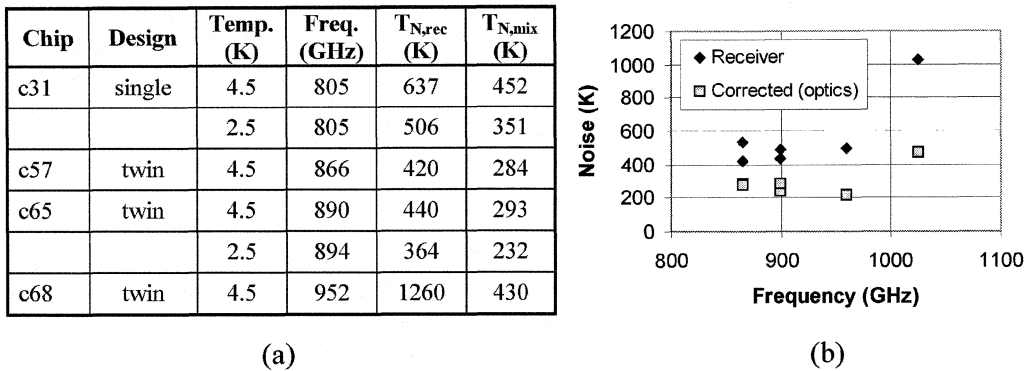 Chip Design Temp. (K) Freq. (GHz) T_N,rec (K) T_N,mix (K)
c31 single 4.5 805 637 452
2.5 805 506 351
c57 twin 4.5 866 420 284
c65 twin 4.5 890 440 293
2.5 894 364 232
c68 twin 4.5 952 1260 430
(a)
Noise (K)
1200
1000
800
600
400
200
0
Receiver
Corrected (optics)
800 900 1000 1100
Frequency (GHz)
(b)